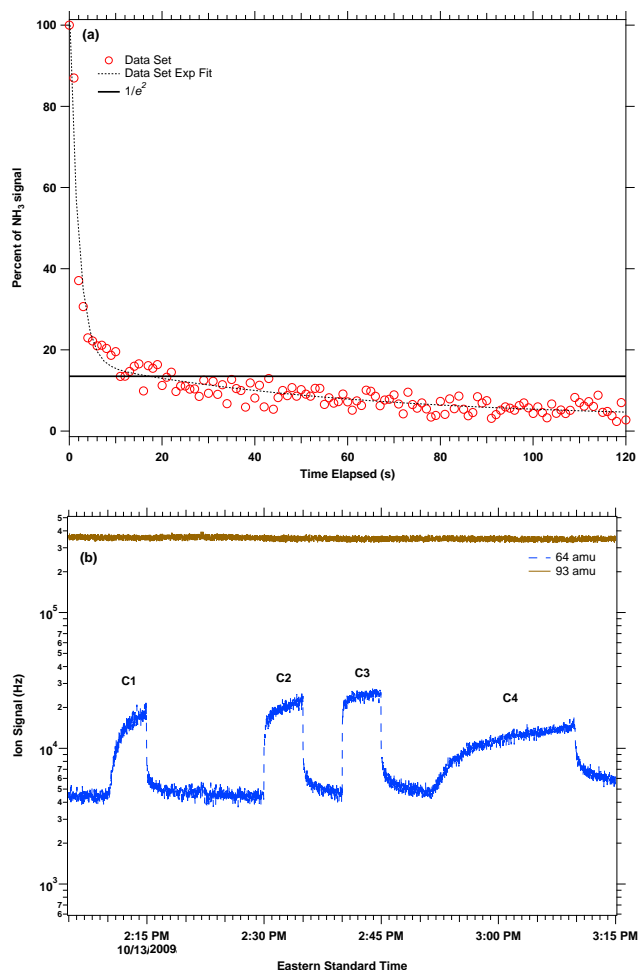 (a)
Data Set
Data Set Exp Fit
1/e²
100
80
60
40
20
0
Percent of NH₃ signal
0 20 40 60 80 100 120
Time Elapsed (s)
(b)
64 amu
93 amu
5
4
3
2
10⁵
8
7
6
5
4
3
2
10⁴
8
7
6
5
4
3
2
10³
8
7
6
Ion Signal (Hz)
C1
C2
C3
C4
2:15 PM 2:30 PM 2:45 PM 3:00 PM 3:15 PM
10/13/2009
Eastern Standard Time